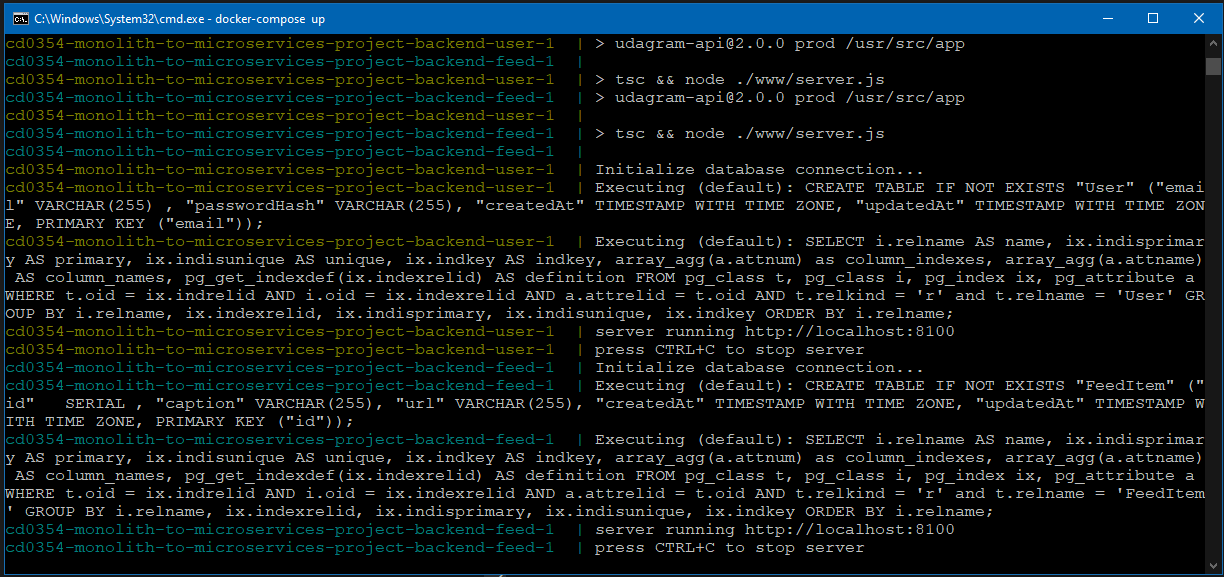 C:\Windows\System32\cmd.exe - docker-compose up
cd0354-monolith-to-microservices-project-backend-user-1  | > udagram-api@2.0.0 prod /usr/src/app
cd0354-monolith-to-microservices-project-backend-feed-1  |
cd0354-monolith-to-microservices-project-backend-user-1  | > tsc && node ./www/server.js
cd0354-monolith-to-microservices-project-backend-feed-1  | > udagram-api@2.0.0 prod /usr/src/app
cd0354-monolith-to-microservices-project-backend-user-1  |
cd0354-monolith-to-microservices-project-backend-feed-1  | > tsc && node ./www/server.js
cd0354-monolith-to-microservices-project-backend-feed-1  |
cd0354-monolith-to-microservices-project-backend-user-1  | Initialize database connection...
cd0354-monolith-to-microservices-project-backend-user-1  | Executing (default): CREATE TABLE IF NOT EXISTS "User" ("emai
l" VARCHAR(255) , "passwordHash" VARCHAR(255), "createdAt" TIMESTAMP WITH TIME ZONE, "updatedAt" TIMESTAMP WITH TIME ZON
E, PRIMARY KEY ("email"));
cd0354-monolith-to-microservices-project-backend-user-1  | Executing (default): SELECT i.relname AS name, ix.indisprimar
y AS primary, ix.indisunique AS unique, ix.indkey AS indkey, array_agg(a.attnum) as column_indexes, array_agg(a.attname)
 AS column_names, pg_get_indexdef(ix.indexrelid) AS definition FROM pg_class t, pg_class i, pg_index ix, pg_attribute a
WHERE t.oid = ix.indrelid AND i.oid = ix.indexrelid AND a.attrelid = t.oid AND t.relkind = 'r' and t.relname = 'User' GR
OUP BY i.relname, ix.indexrelid, ix.indisprimary, ix.indisunique, ix.indkey ORDER BY i.relname;
cd0354-monolith-to-microservices-project-backend-user-1  | server running http://localhost:8100
cd0354-monolith-to-microservices-project-backend-user-1  | press CTRL+C to stop server
cd0354-monolith-to-microservices-project-backend-feed-1  | Initialize database connection...
cd0354-monolith-to-microservices-project-backend-feed-1  | Executing (default): CREATE TABLE IF NOT EXISTS "FeedItem" ("
id"   SERIAL , "caption" VARCHAR(255), "url" VARCHAR(255), "createdAt" TIMESTAMP WITH TIME ZONE, "updatedAt" TIMESTAMP W
ITH TIME ZONE, PRIMARY KEY ("id"));
cd0354-monolith-to-microservices-project-backend-feed-1  | Executing (default): SELECT i.relname AS name, ix.indisprimar
y AS primary, ix.indisunique AS unique, ix.indkey AS indkey, array_agg(a.attnum) as column_indexes, array_agg(a.attname)
 AS column_names, pg_get_indexdef(ix.indexrelid) AS definition FROM pg_class t, pg_class i, pg_index ix, pg_attribute a
WHERE t.oid = ix.indrelid AND i.oid = ix.indexrelid AND a.attrelid = t.oid AND t.relkind = 'r' and t.relname = 'FeedItem
' GROUP BY i.relname, ix.indexrelid, ix.indisprimary, ix.indisunique, ix.indkey ORDER BY i.relname;
cd0354-monolith-to-microservices-project-backend-feed-1  | server running http://localhost:8100
cd0354-monolith-to-microservices-project-backend-feed-1  | press CTRL+C to stop server